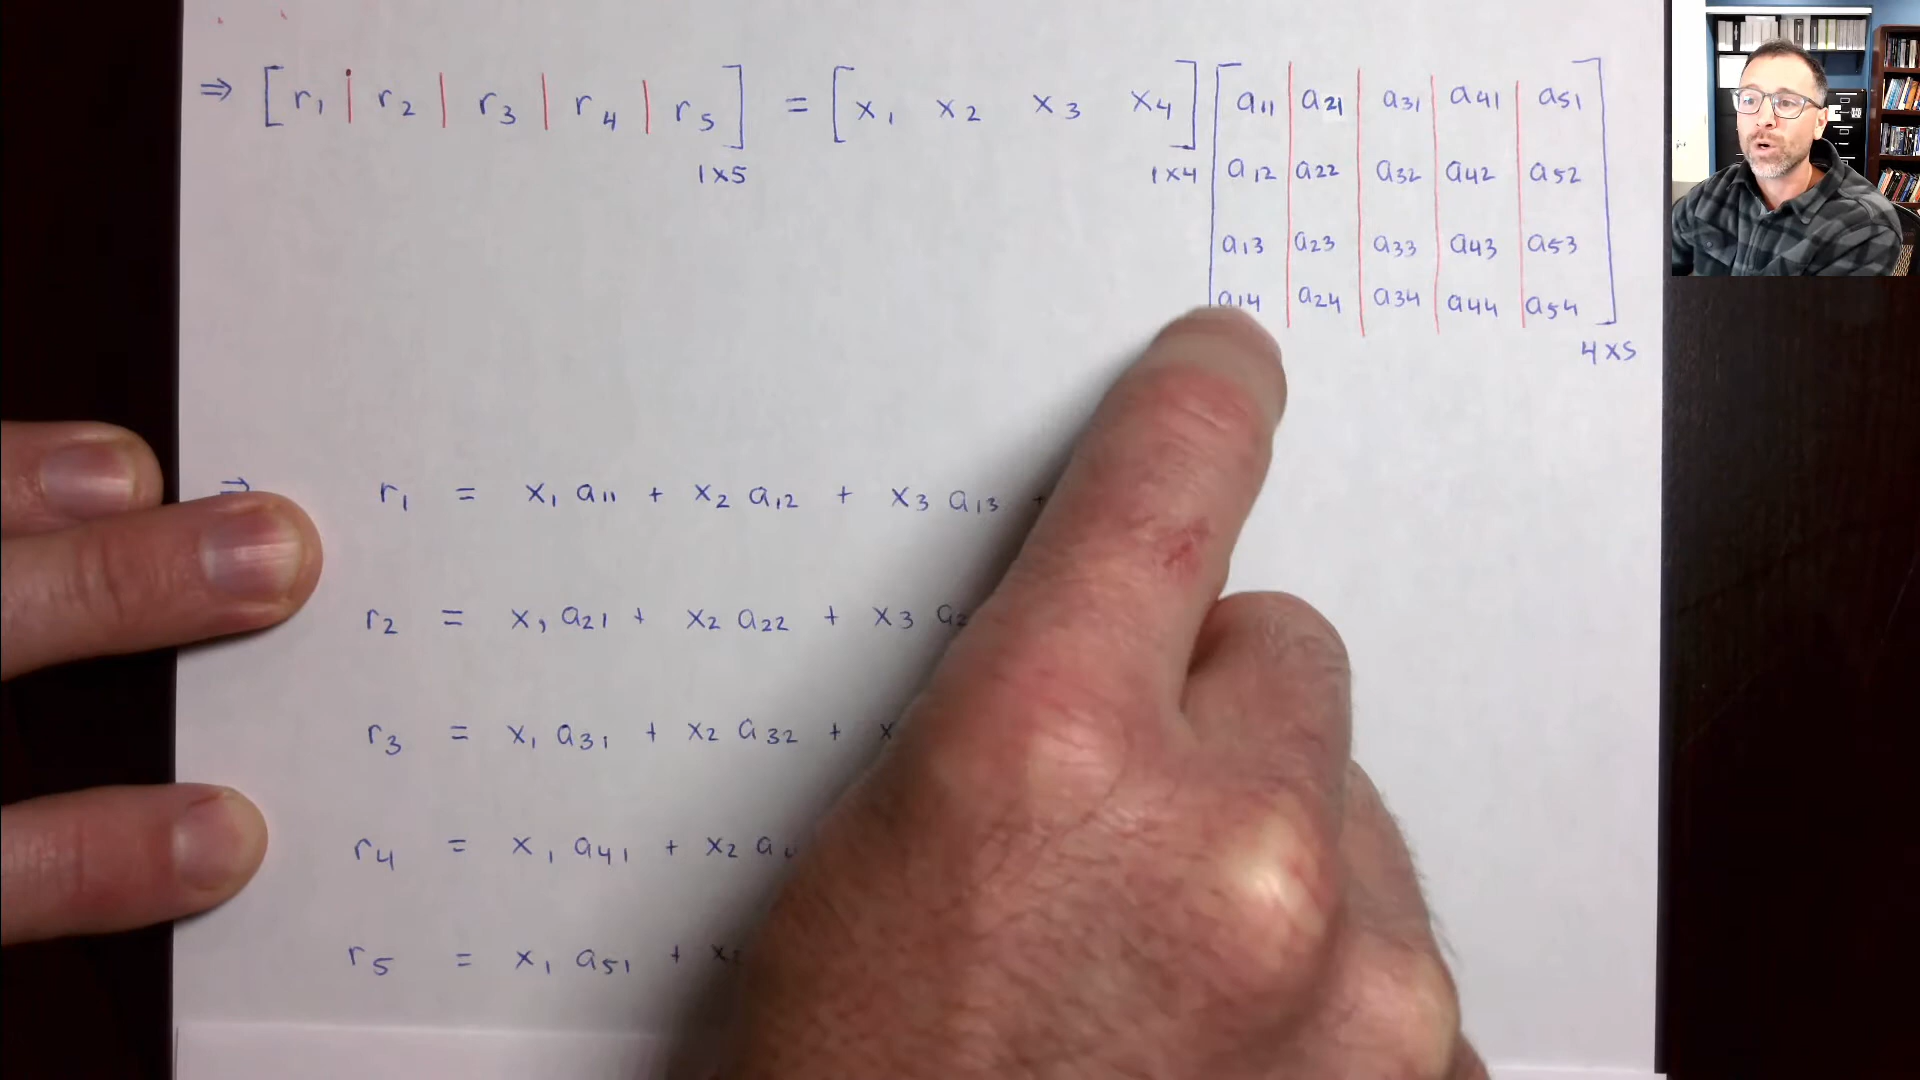 ⇒ [ r₁ | r₂ | r₃ | r₄ | r₅ ] = [ x₁ x₂ x₃ x₄ ] [ a₁₁ | a₂₁ | a₃₁ | a₄₁ | a₅₁ ]
1x5 1x4 a₁₂ | a₂₂ | a₃₂ | a₄₂ | a₅₂
a₁₃ | a₂₃ | a₃₃ | a₄₃ | a₅₃
a₁₄ | a₂₄ | a₃₄ | a₄₄ | a₅₄
4x5
⇒ r₁ = x₁ a₁₁ + x₂ a₁₂ + x₃ a₁₃ +
r₂ = x₁ a₂₁ + x₂ a₂₂ + x₃
r₃ = x₁ a₃₁ + x₂ a₃₂ +
r₄ = x₁ a₄₁ + x₂
r₅ = x₁ a₅₁ +